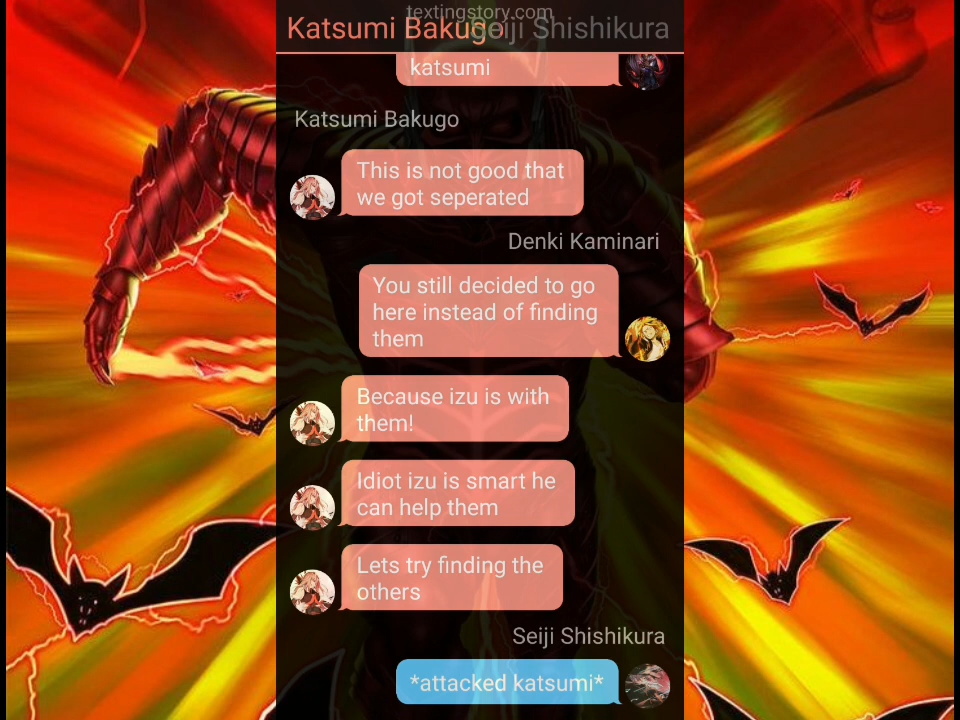 textingstory.com
Katsumi Bakugo
Seiji Shishikura
katsumi
Katsumi Bakugo
This is not good that
we got seperated
Denki Kaminari
You still decided to go
here instead of finding
them
Because izu is with
them!
Idiot izu is smart he
can help them
Lets try finding the
others
Seiji Shishikura
*attacked katsumi*